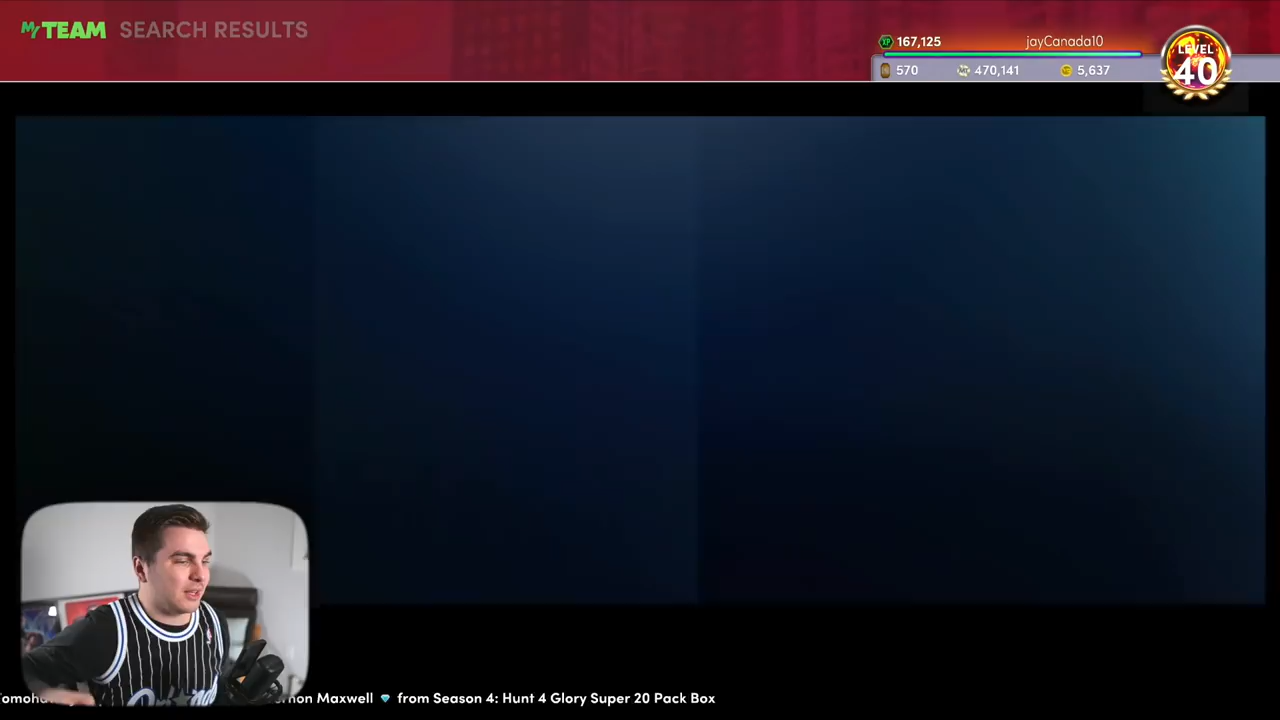 MyTEAM SEARCH RESULTS
XP 167,125 jayCanada10
LEVEL
40
570 470,141 5,637
Maxwell from Season 4: Hunt 4 Glory Super 20 Pack Box